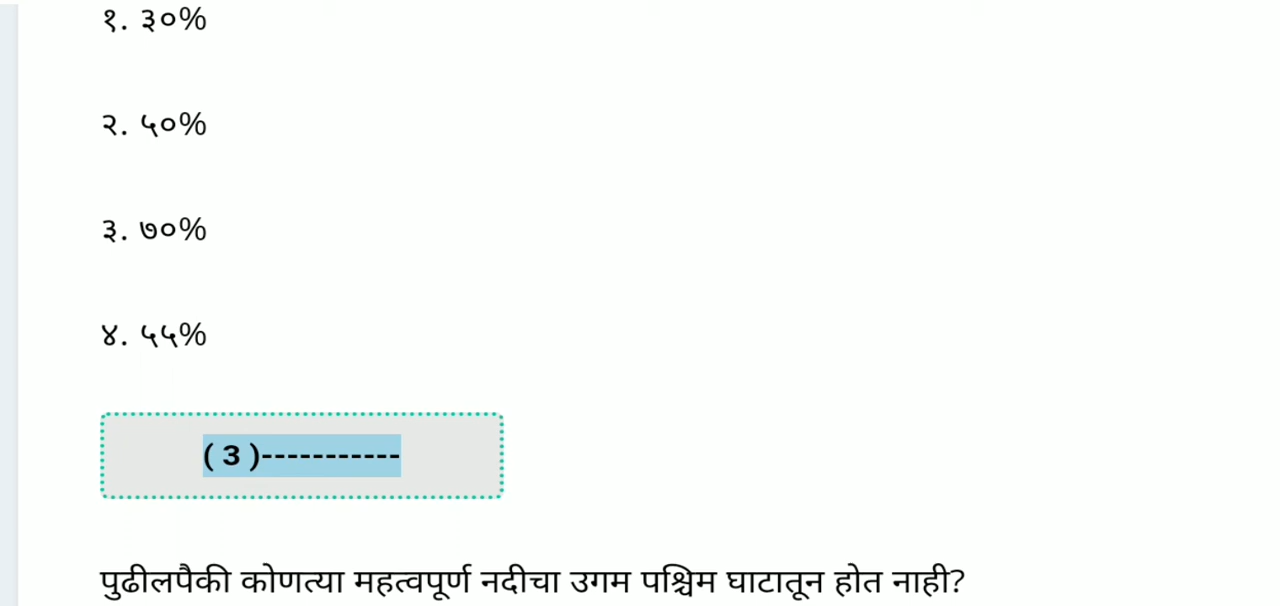 १. ३०%
२. ५०%
३. ७०%
४. ५५%
( 3 )-----------
पुढीलपैकी कोणत्या महत्वपूर्ण नदीचा उगम पश्चिम घाटातून होत नाही?